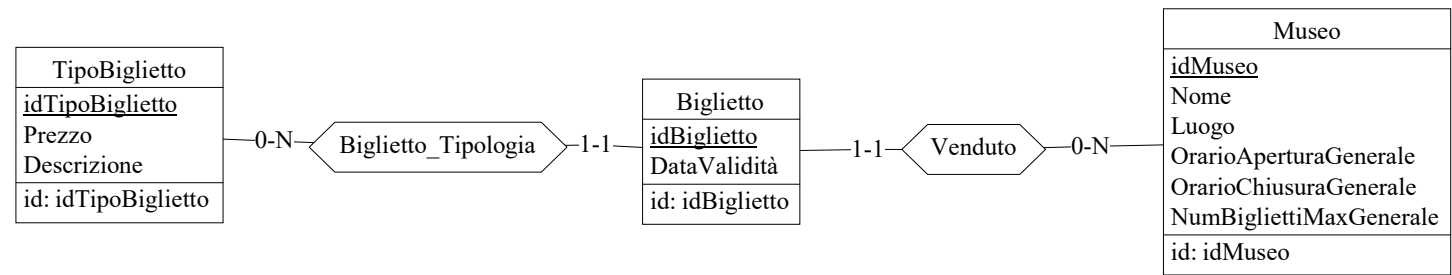 TipoBiglietto
idTipoBiglietto
Prezzo
Descrizione
id: idTipoBiglietto
0-N
Biglietto_Tipologia
1-1
Biglietto
idBiglietto
DataValidità
id: idBiglietto
1-1
Venduto
0-N
Museo
idMuseo
Nome
Luogo
OrarioAperturaGenerale
OrarioChiusuraGenerale
NumBigliettiMaxGenerale
id: idMuseo